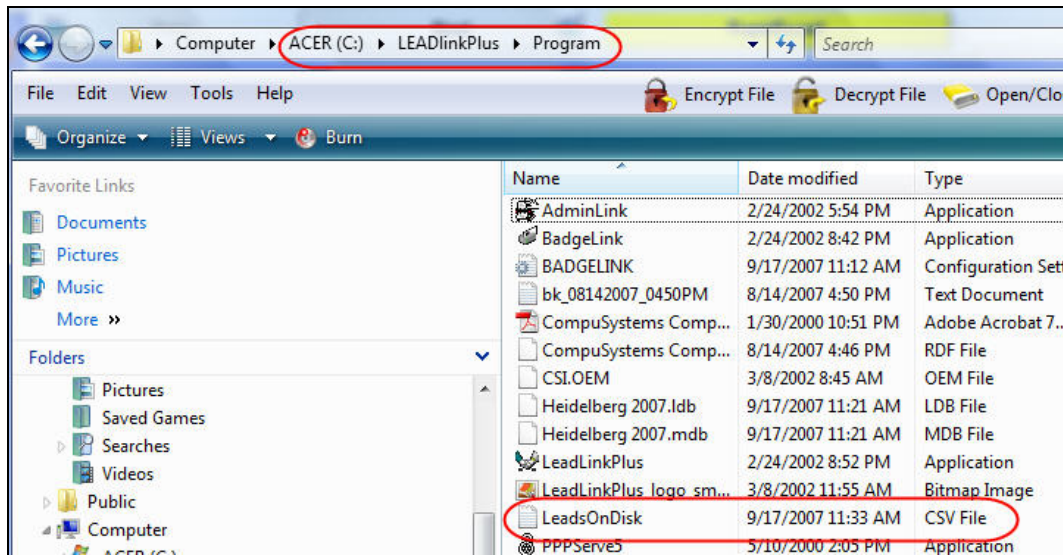 Computer ACER (C:) LEADlinkPlus Program Search
File Edit View Tools Help Encrypt File Decrypt File Open/Clo
Organize Views Burn
Favorite Links
Documents
Pictures
Music
More »
Folders
Pictures
Saved Games
Searches
Videos
Public
Computer
ACER (C:)
Name Date modified Type
AdminLink 2/24/2002 5:54 PM Application
BadgeLink 2/24/2002 8:42 PM Application
BADGELINK 9/17/2007 11:12 AM Configuration Sett
bk_08142007_0450PM 8/14/2007 4:50 PM Text Document
CompuSystems Comp... 1/30/2000 10:51 PM Adobe Acrobat 7..
CompuSystems Comp... 8/14/2007 4:46 PM RDF File
CSI.OEM 3/8/2002 8:45 AM OEM File
Heidelberg 2007.ldb 9/17/2007 11:21 AM LDB File
Heidelberg 2007.mdb 9/17/2007 11:21 AM MDB File
LeadLinkPlus 2/24/2002 8:52 PM Application
LeadLinkPlus_logo_sm... 3/8/2002 11:55 AM Bitmap Image
LeadsOnDisk 9/17/2007 11:33 AM CSV File
PPPServe5 5/10/2000 2:05 PM Application